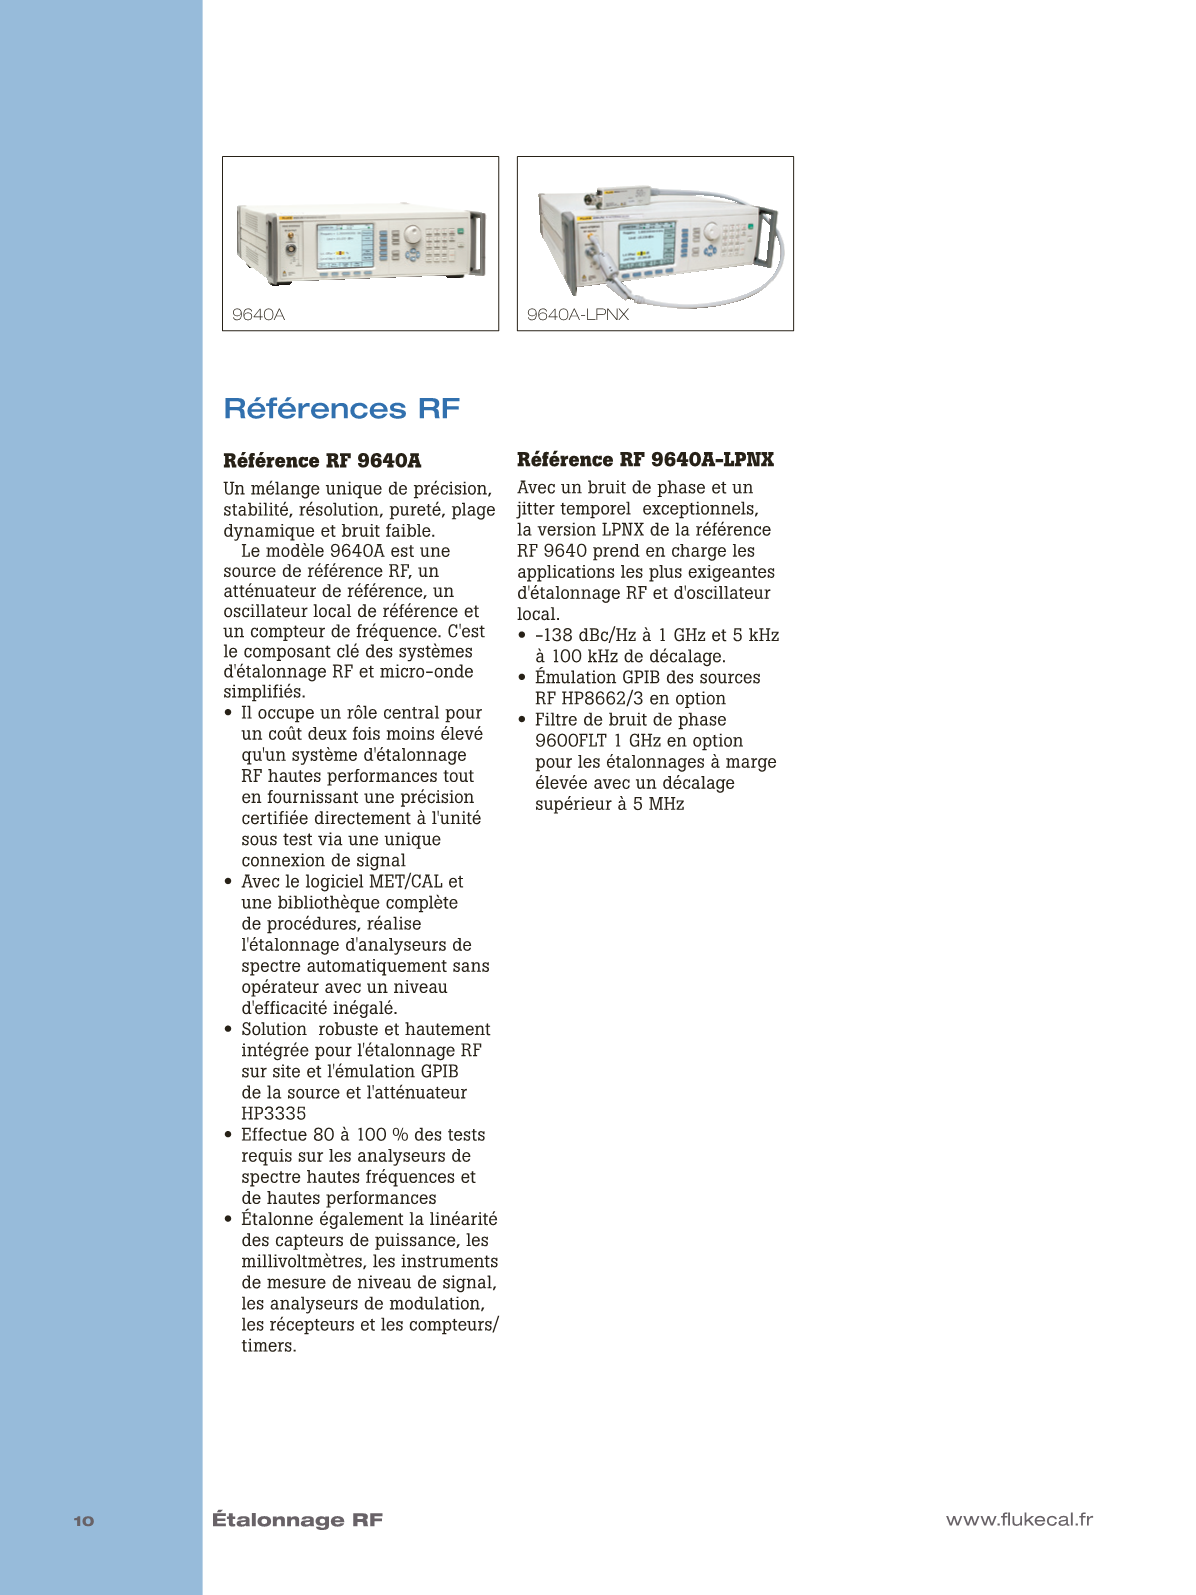 9640A
9640A-LPNX
Références RF
Référence RF 9640A
Un mélange unique de précision,
stabilité, résolution, pureté, plage
dynamique et bruit faible.
Le modèle 9640A est une
source de référence RF, un
atténuateur de référence, un
oscillateur local de référence et
un compteur de fréquence. C'est
le composant clé des systèmes
d'étalonnage RF et micro-onde
simplifiés.
• Il occupe un rôle central pour
un coût deux fois moins élevé
qu'un système d'étalonnage
RF hautes performances tout
en fournissant une précision
certifiée directement à l'unité
sous test via une unique
connexion de signal
• Avec le logiciel MET/CAL et
une bibliothèque complète
de procédures, réalise
l'étalonnage d'analyseurs de
spectre automatiquement sans
opérateur avec un niveau
d'efficacité inégalé.
• Solution  robuste et hautement
intégrée pour l'étalonnage RF
sur site et l'émulation GPIB
de la source et l'atténuateur
HP3335
• Effectue 80 à 100 % des tests
requis sur les analyseurs de
spectre hautes fréquences et
de hautes performances
• Étalonne également la linéarité
des capteurs de puissance, les
millivoltmètres, les instruments
de mesure de niveau de signal,
les analyseurs de modulation,
les récepteurs et les compteurs/
timers.
Référence RF 9640A-LPNX
Avec un bruit de phase et un
jitter temporel  exceptionnels,
la version LPNX de la référence
RF 9640 prend en charge les
applications les plus exigeantes
d'étalonnage RF et d'oscillateur
local.
• -138 dBc/Hz à 1 GHz et 5 kHz
à 100 kHz de décalage.
• Émulation GPIB des sources
RF HP8662/3 en option
• Filtre de bruit de phase
9600FLT 1 GHz en option
pour les étalonnages à marge
élevée avec un décalage
supérieur à 5 MHz
10
Étalonnage RF
www.flukecal.fr